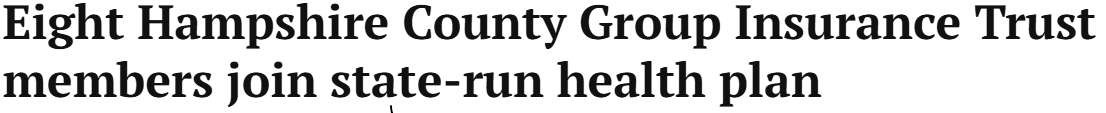 Eight Hampshire County Group Insurance Trust
members join state-run health plan